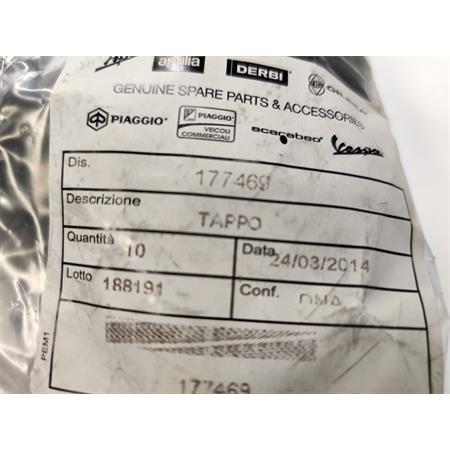 aprilia DERBI
GENUINE SPARE PARTS & ACCESSORIES
PIAGGIO PIAGGIO VEICOLI COMMERCIALI scarabeo Vespa
Dis. 177469
Descrizione
TAPPO
Quantità 10 Data 24/03/2014
Lotto 188191 Conf. DMA
PEM1
177469